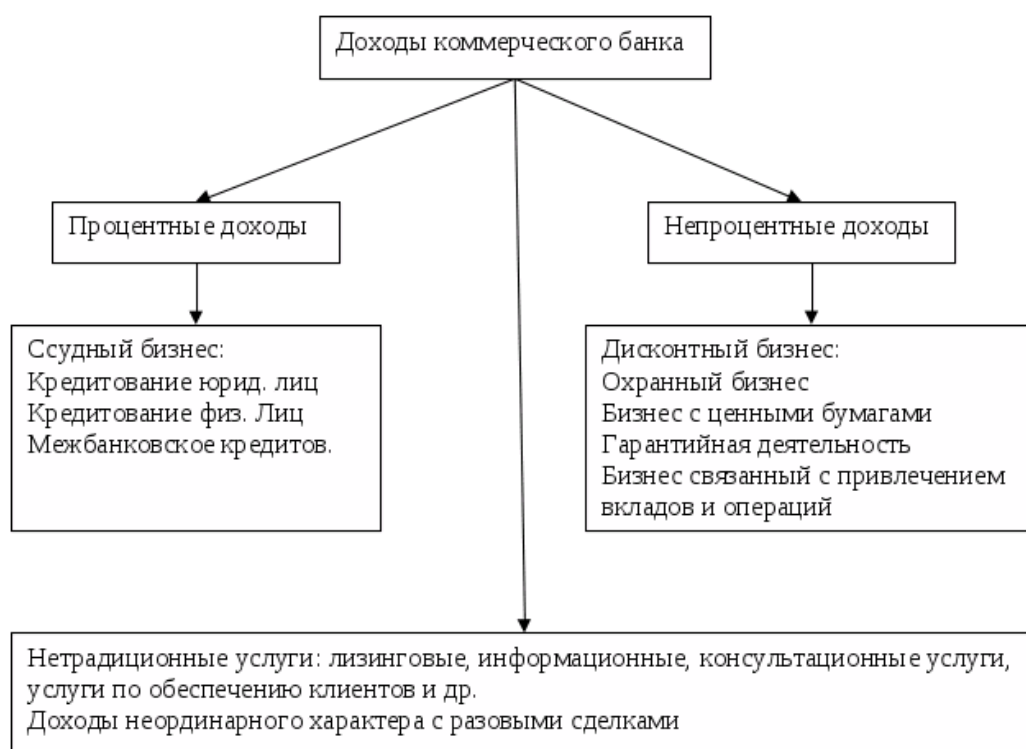 Доходы коммерческого банка
Процентные доходы
Непроцентные доходы
Ссудный бизнес:
Кредитование юрид. лиц
Кредитование физ. Лиц
Межбанковское кредитов.
Дисконтный бизнес:
Охранный бизнес
Бизнес с ценными бумагами
Гарантийная деятельность
Бизнес связанный с привлечением
вкладов и операций
Нетрадиционные услуги: лизинговые, информационные, консультационные услуги,
услуги по обеспечению клиентов и др.
Доходы неординарного характера с разовыми сделками